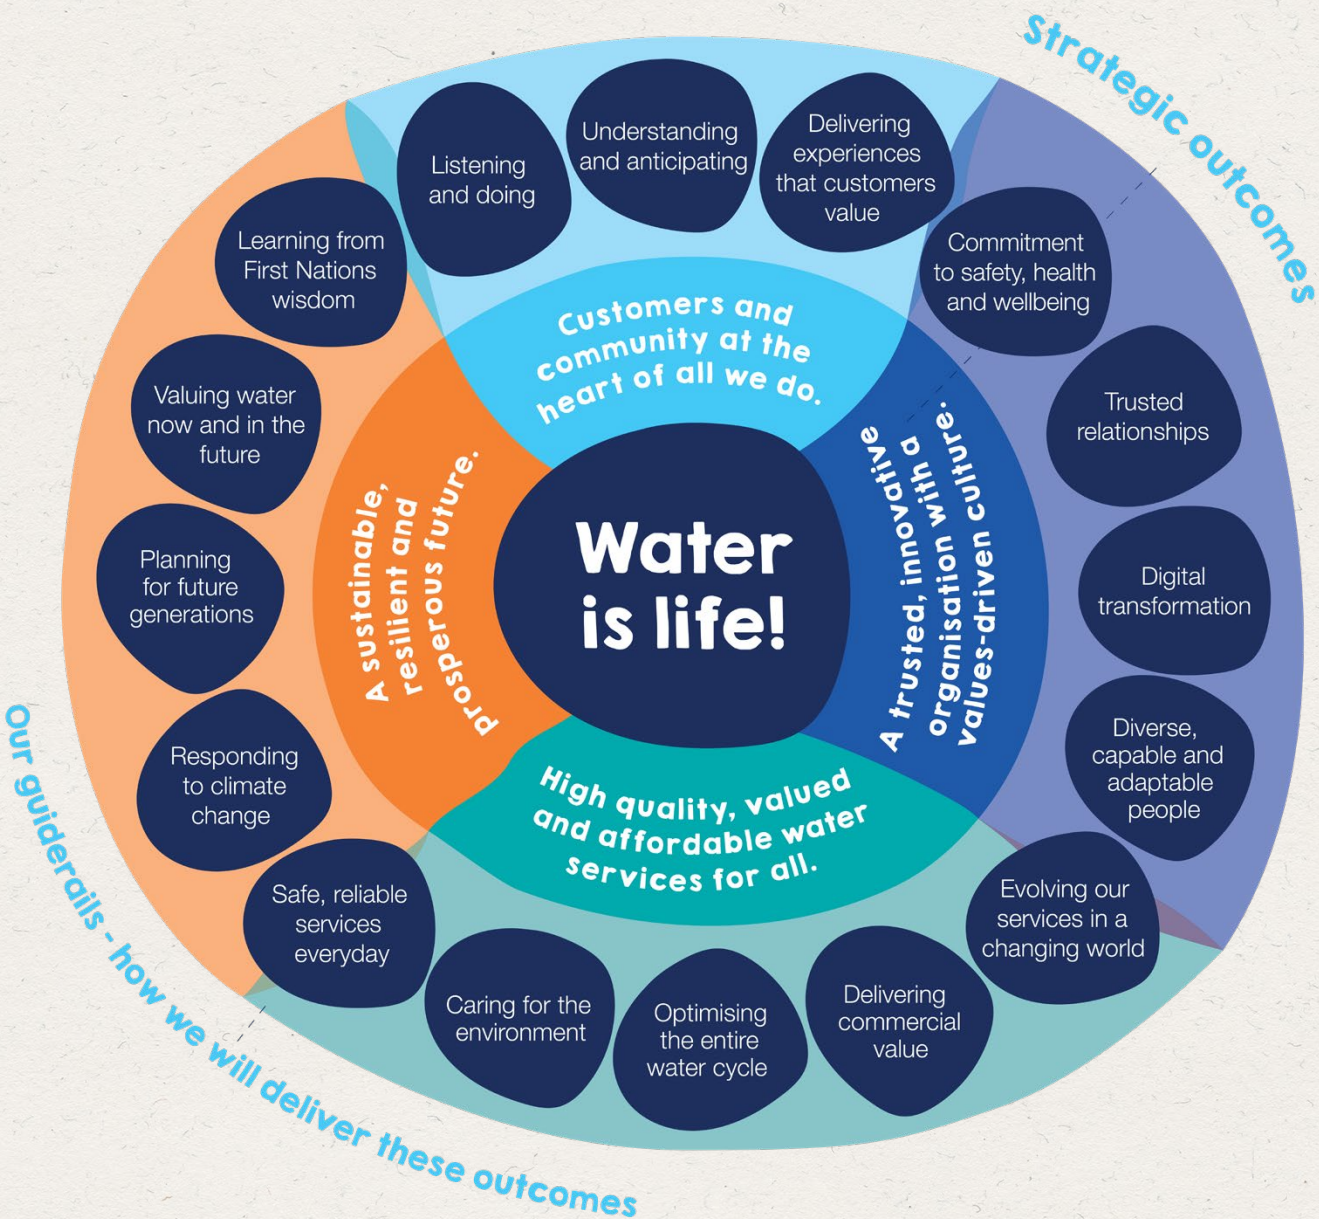 Strategic outcomes
Listening
and doing
Understanding
and anticipating
Delivering
experiences
that customers
value
Commitment
to safety, health
and wellbeing
Trusted
relationships
Digital
transformation
Diverse,
capable and
adaptable
people
Evolving our
services in a
changing world
Delivering
commercial
value
Optimising
the entire
water cycle
Caring for the
environment
Safe, reliable
services
everyday
Responding
to climate
change
Planning
for future
generations
Valuing water
now and in the
future
Learning from
First Nations
wisdom
Customers and
community at the
heart of all we do.
A trusted, innovative
organisation with a
values-driven culture.
High quality, valued
and affordable water
services for all.
A sustainable,
resilient and
prosperous future.
Water
is life!
Our guiderails - how we will deliver these outcomes